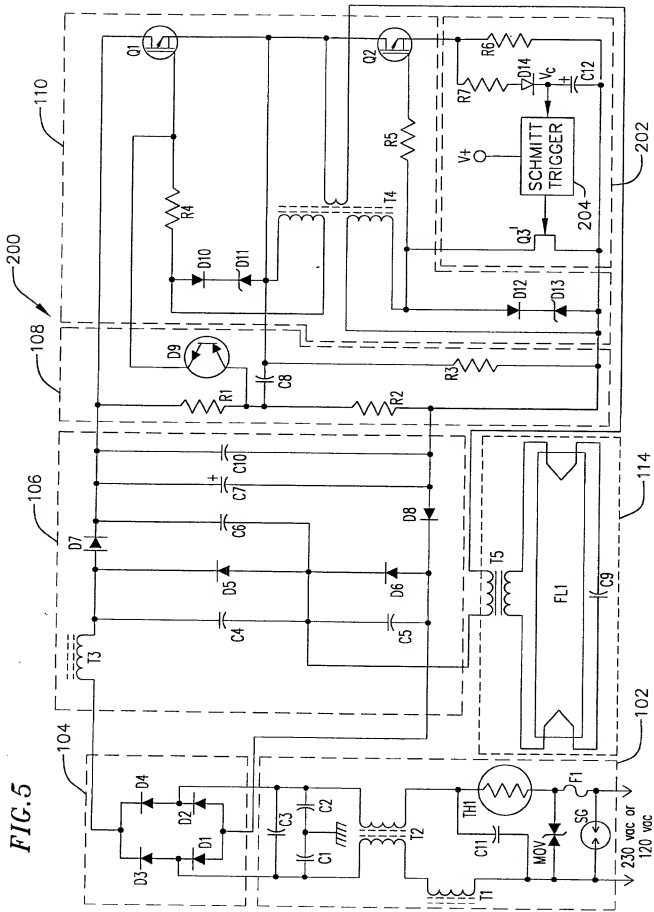 FIG.5
200
104
106
108
110
D3
D4
D1
D2
T3
D7
C4
C5
D5
D6
C6
C7
+
C10
D8
R1
R2
D9
C8
R3
R4
D10
D11
T4
D12
D13
Q1
Q2
R5
R6
R7
D14
Vc
+
C12
V+
SCHMITT
TRIGGER
204
Q3'
202
C3
C1
C2
T2
T1
C11
TH1
MOV
F1
SG
230 vac or
120 vac
102
T5
FL1
C9
114